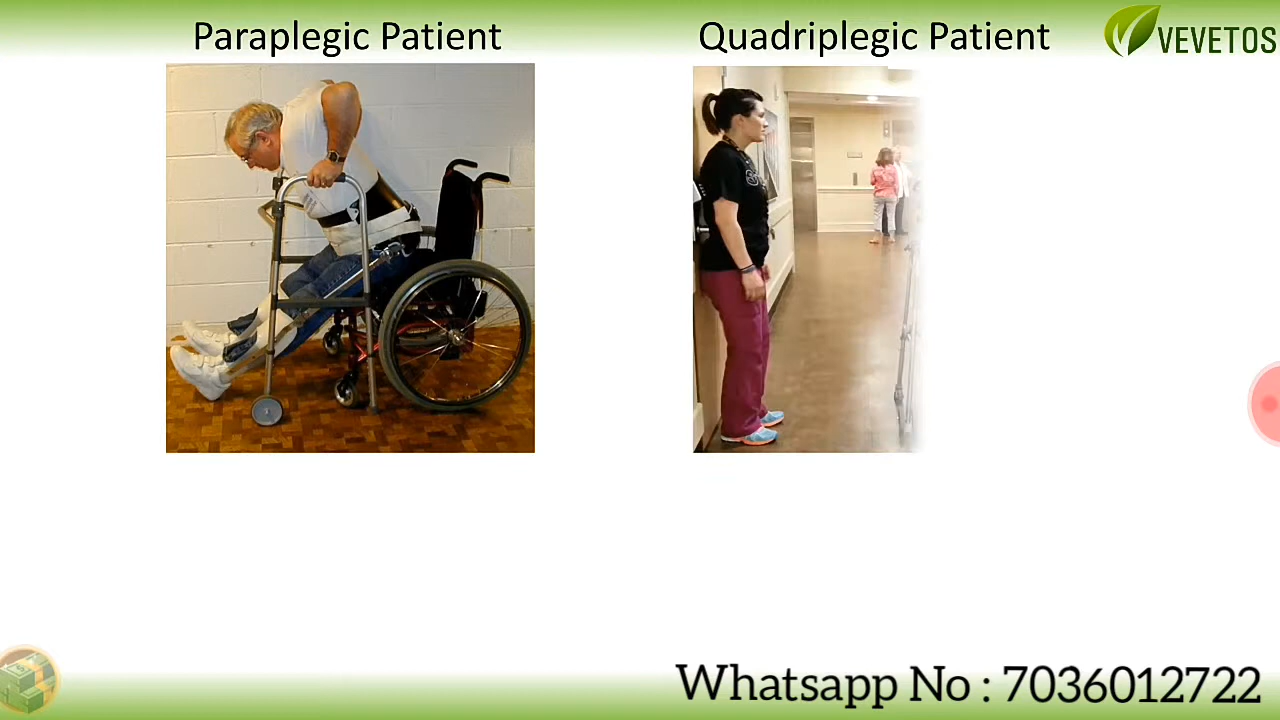 Paraplegic Patient
Quadriplegic Patient
VEVETOS
Whatsapp No : 7036012722